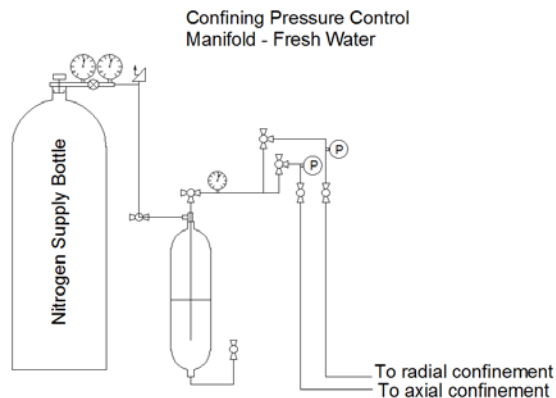 Confining Pressure Control
Manifold - Fresh Water
Nitrogen Supply Bottle
P
P
To radial confinement
To axial confinement